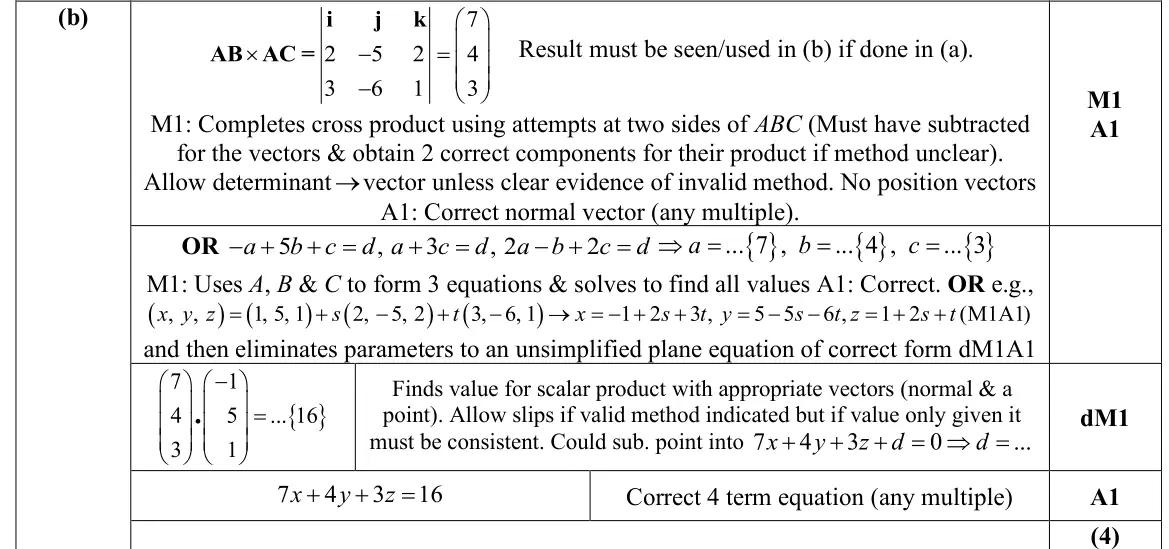 (b)
AB × AC = | i j k ; 2 −5 2 ; 3 −6 1 | = ( 7 ; 4 ; 3 ) Result must be seen/used in (b) if done in (a).
M1: Completes cross product using attempts at two sides of ABC (Must have subtracted
for the vectors & obtain 2 correct components for their product if method unclear).
Allow determinant → vector unless clear evidence of invalid method. No position vectors
A1: Correct normal vector (any multiple).
M1
A1
OR −a + 5b + c = d, a + 3c = d, 2a − b + 2c = d ⇒ a = ...{7}, b = ...{4}, c = ...{3}
M1: Uses A, B & C to form 3 equations & solves to find all values A1: Correct. OR e.g.,
(x, y, z) = (1, 5, 1) + s(2, −5, 2) + t(3, −6, 1) → x = −1 + 2s + 3t, y = 5 − 5s − 6t, z = 1 + 2s + t (M1A1)
and then eliminates parameters to an unsimplified plane equation of correct form dM1A1
( 7 ; 4 ; 3 ) • ( −1 ; 5 ; 1 ) = ...{16}
Finds value for scalar product with appropriate vectors (normal & a
point). Allow slips if valid method indicated but if value only given it
must be consistent. Could sub. point into 7x + 4y + 3z + d = 0 ⇒ d = ...
dM1
7x + 4y + 3z = 16
Correct 4 term equation (any multiple)
A1
(4)